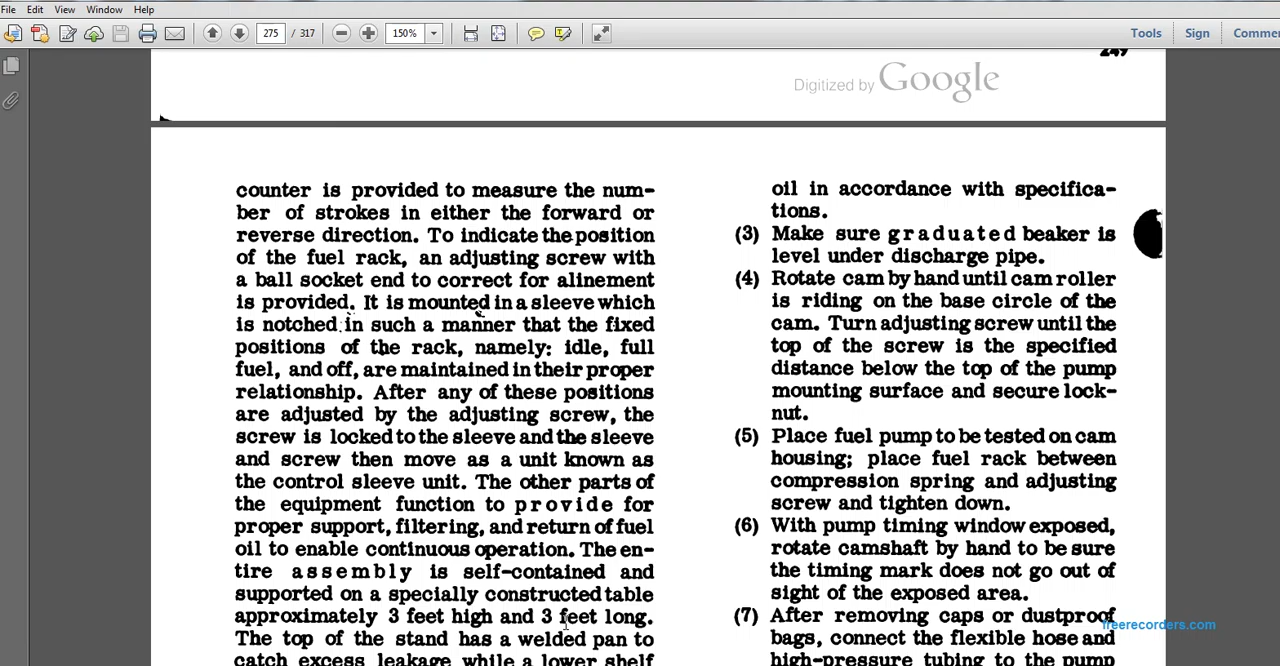 File Edit View Window Help
275 / 317 150% Tools Sign Comme
249
Digitized by Google
counter is provided to measure the num-
ber of strokes in either the forward or
reverse direction. To indicate the position
of the fuel rack, an adjusting screw with
a ball socket end to correct for alinement
is provided. It is mounted in a sleeve which
is notched in such a manner that the fixed
positions of the rack, namely: idle, full
fuel, and off, are maintained in their proper
relationship. After any of these positions
are adjusted by the adjusting screw, the
screw is locked to the sleeve and the sleeve
and screw then move as a unit known as
the control sleeve unit. The other parts of
the equipment function to provide for
proper support, filtering, and return of fuel
oil to enable continuous operation. The en-
tire assembly is self-contained and
supported on a specially constructed table
approximately 3 feet high and 3 feet long.
The top of the stand has a welded pan to
catch excess leakage while a lower shelf
oil in accordance with specifica-
tions.
(3) Make sure graduated beaker is
level under discharge pipe.
(4) Rotate cam by hand until cam roller
is riding on the base circle of the
cam. Turn adjusting screw until the
top of the screw is the specified
distance below the top of the pump
mounting surface and secure lock-
nut.
(5) Place fuel pump to be tested on cam
housing; place fuel rack between
compression spring and adjusting
screw and tighten down.
(6) With pump timing window exposed,
rotate camshaft by hand to be sure
the timing mark does not go out of
sight of the exposed area.
(7) After removing caps or dustproof
bags, connect the flexible hose and
high-pressure tubing to the pump
freerecorders.com